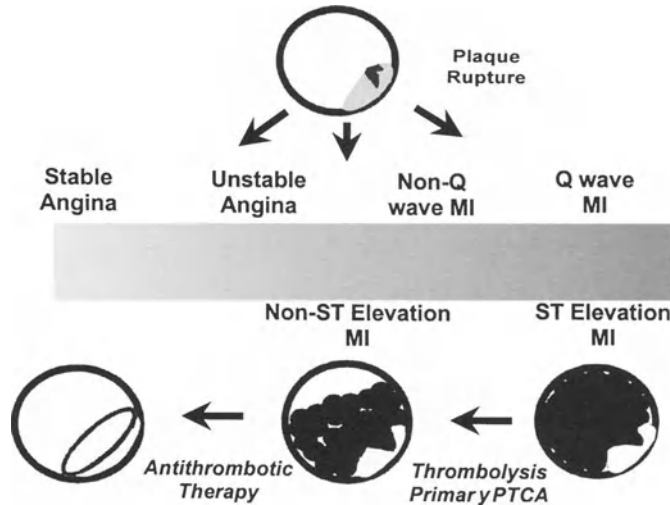 Plaque
Rupture
Stable
Angina
Unstable
Angina
Non-Q
wave MI
Q wave
MI
Non-ST Elevation
MI
ST Elevation
MI
Antithrombotic
Therapy
Thrombolysis
Primary PTCA